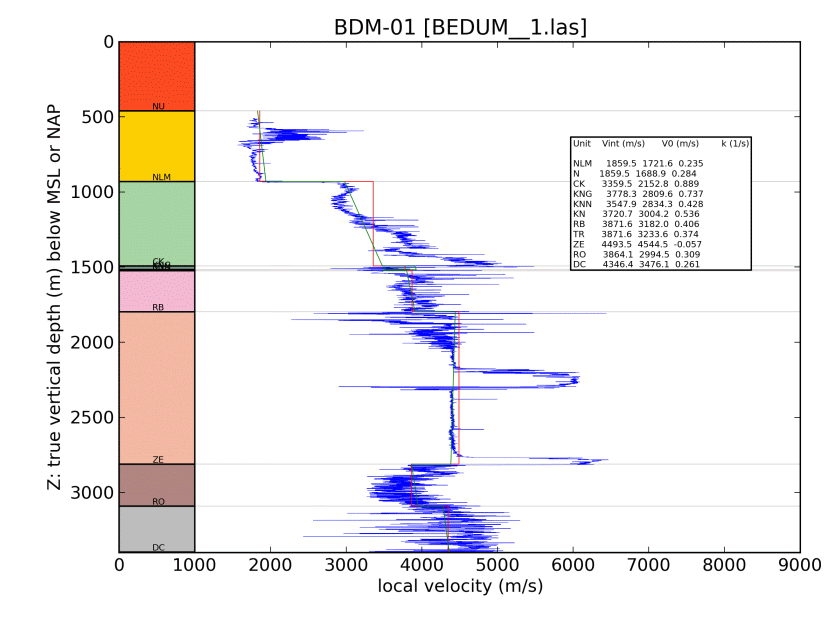 BDM-01 [BEDUM__1.las]
Z: true vertical depth (m) below MSL or NAP
0
500
1000
1500
2000
2500
3000
NU
NLM
CK
RB
ZE
RO
DC
Unit Vint (m/s) V0 (m/s) k (1/s)
NLM 1859.5 1721.6 0.235
N 1859.5 1688.9 0.284
CK 3359.5 2152.8 0.889
KNG 3778.3 2809.6 0.737
KNN 3547.9 2834.3 0.428
KN 3720.7 3004.2 0.536
RB 3871.6 3182.0 0.406
TR 3871.6 3233.6 0.374
ZE 4493.5 4544.5 -0.057
RO 3864.1 2994.5 0.309
DC 4346.4 3476.1 0.261
0 1000 2000 3000 4000 5000 6000 7000 8000 9000
local velocity (m/s)